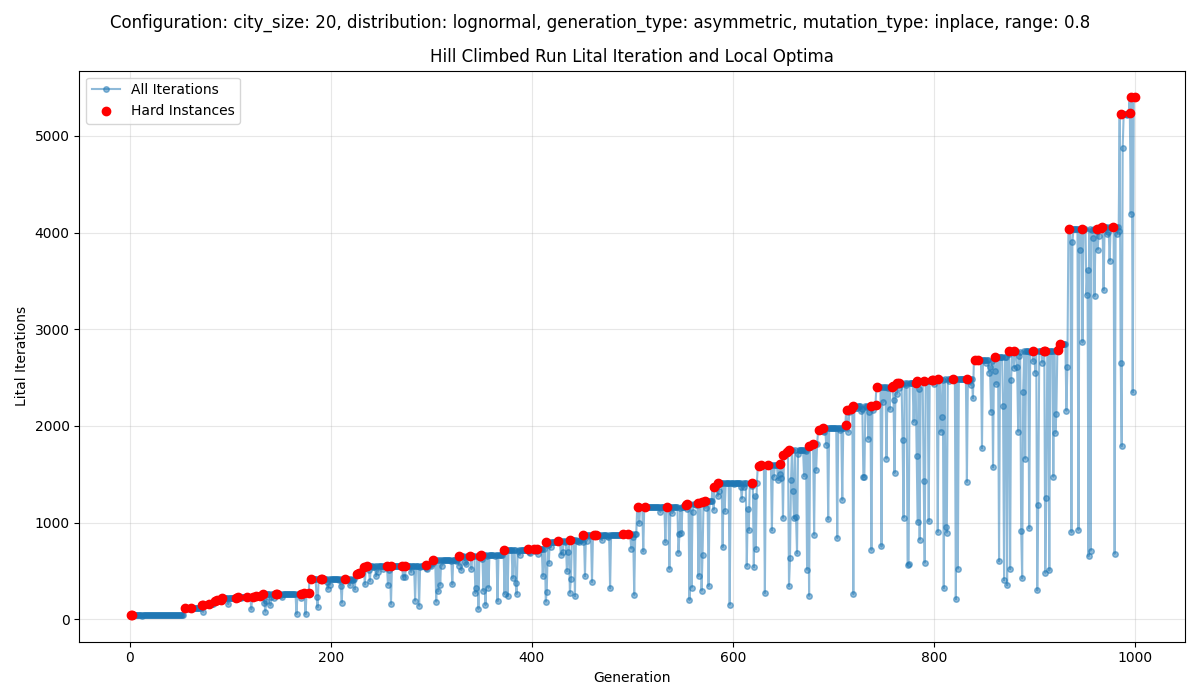 Configuration: city_size: 20, distribution: lognormal, generation_type: asymmetric, mutation_type: inplace, range: 0.8
Hill Climbed Run Lital Iteration and Local Optima
All Iterations
Hard Instances
Lital Iterations
5000
4000
3000
2000
1000
0
0 200 400 600 800 1000
Generation